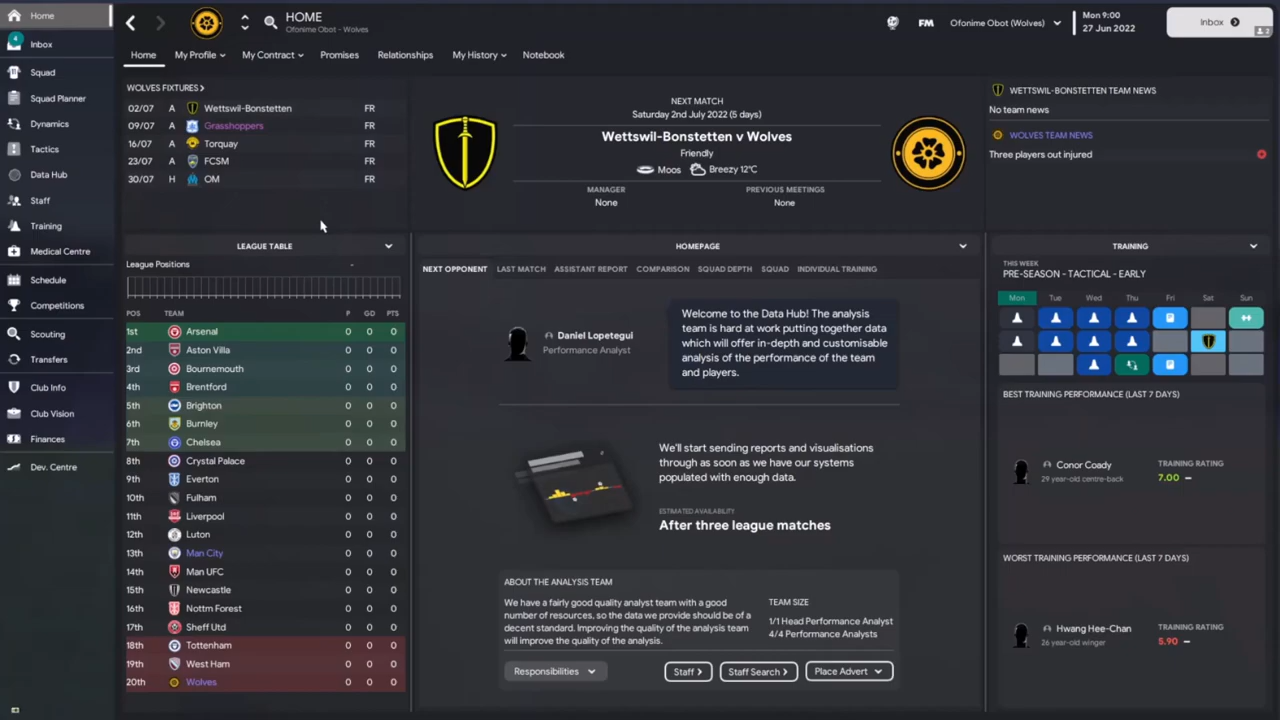 Home
4
Inbox
Squad
Squad Planner
Dynamics
Tactics
Data Hub
Staff
Training
Medical Centre
Schedule
Competitions
Scouting
Transfers
Club Info
Club Vision
Finances
Dev. Centre
HOME
Ofonime Obot - Wolves
FM
Ofonime Obot (Wolves)
Mon 9:00
27 Jun 2022
Inbox
2
Home
My Profile
My Contract
Promises
Relationships
My History
Notebook
WOLVES FIXTURES
02/07 A Wettswil-Bonstetten FR
09/07 A Grasshoppers FR
16/07 A Torquay FR
23/07 A FCSM FR
30/07 H OM FR
NEXT MATCH
Saturday 2nd July 2022 (5 days)
Wettswil-Bonstetten v Wolves
Friendly
Moos Breezy 12°C
MANAGER
None
PREVIOUS MEETINGS
None
WETTSWIL-BONSTETTEN TEAM NEWS
No team news
WOLVES TEAM NEWS
Three players out injured
LEAGUE TABLE
League Positions -
POS TEAM P GD PTS
1st Arsenal 0 0 0
2nd Aston Villa 0 0 0
3rd Bournemouth 0 0 0
4th Brentford 0 0 0
5th Brighton 0 0 0
6th Burnley 0 0 0
7th Chelsea 0 0 0
8th Crystal Palace 0 0 0
9th Everton 0 0 0
10th Fulham 0 0 0
11th Liverpool 0 0 0
12th Luton 0 0 0
13th Man City 0 0 0
14th Man UFC 0 0 0
15th Newcastle 0 0 0
16th Nottm Forest 0 0 0
17th Sheff Utd 0 0 0
18th Tottenham 0 0 0
19th West Ham 0 0 0
20th Wolves 0 0 0
HOMEPAGE
NEXT OPPONENT LAST MATCH ASSISTANT REPORT COMPARISON SQUAD DEPTH SQUAD INDIVIDUAL TRAINING
Daniel Lopetegui
Performance Analyst
Welcome to the Data Hub! The analysis
team is hard at work putting together data
which will offer in-depth and customisable
analysis of the performance of the team
and players.
We'll start sending reports and visualisations
through as soon as we have our systems
populated with enough data.
ESTIMATED AVAILABILITY
After three league matches
ABOUT THE ANALYSIS TEAM
We have a fairly good quality analyst team with a good
number of resources, so the data we provide should be of a
decent standard. Improving the quality of the analysis team
will improve the quality of the analysis.
TEAM SIZE
1/1 Head Performance Analyst
4/4 Performance Analysts
Responsibilities
Staff
Staff Search
Place Advert
TRAINING
THIS WEEK
PRE-SEASON - TACTICAL - EARLY
Mon Tue Wed Thu Fri Sat Sun
BEST TRAINING PERFORMANCE (LAST 7 DAYS)
Conor Coady
29 year-old centre-back
TRAINING RATING
7.00 -
WORST TRAINING PERFORMANCE (LAST 7 DAYS)
Hwang Hee-Chan
26 year-old winger
TRAINING RATING
5.90 -